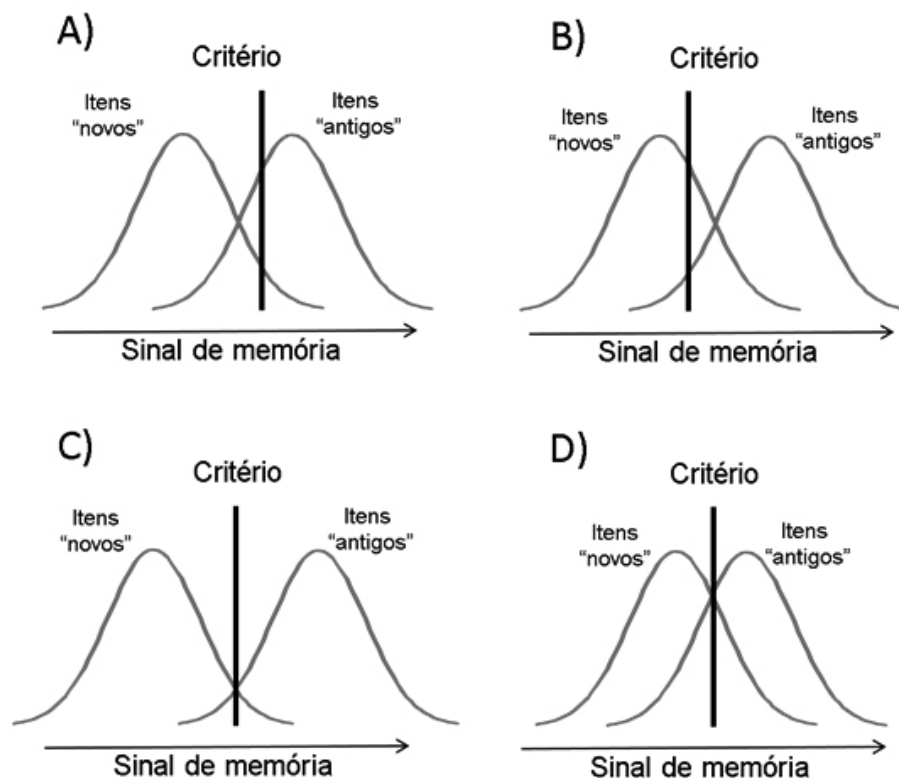 A)
Critério
Itens
“novos”
Itens
“antigos”
Sinal de memória
B)
Critério
Itens
“novos”
Itens
“antigos”
Sinal de memória
C)
Critério
Itens
“novos”
Itens
“antigos”
Sinal de memória
D)
Critério
Itens
“novos”
Itens
“antigos”
Sinal de memória